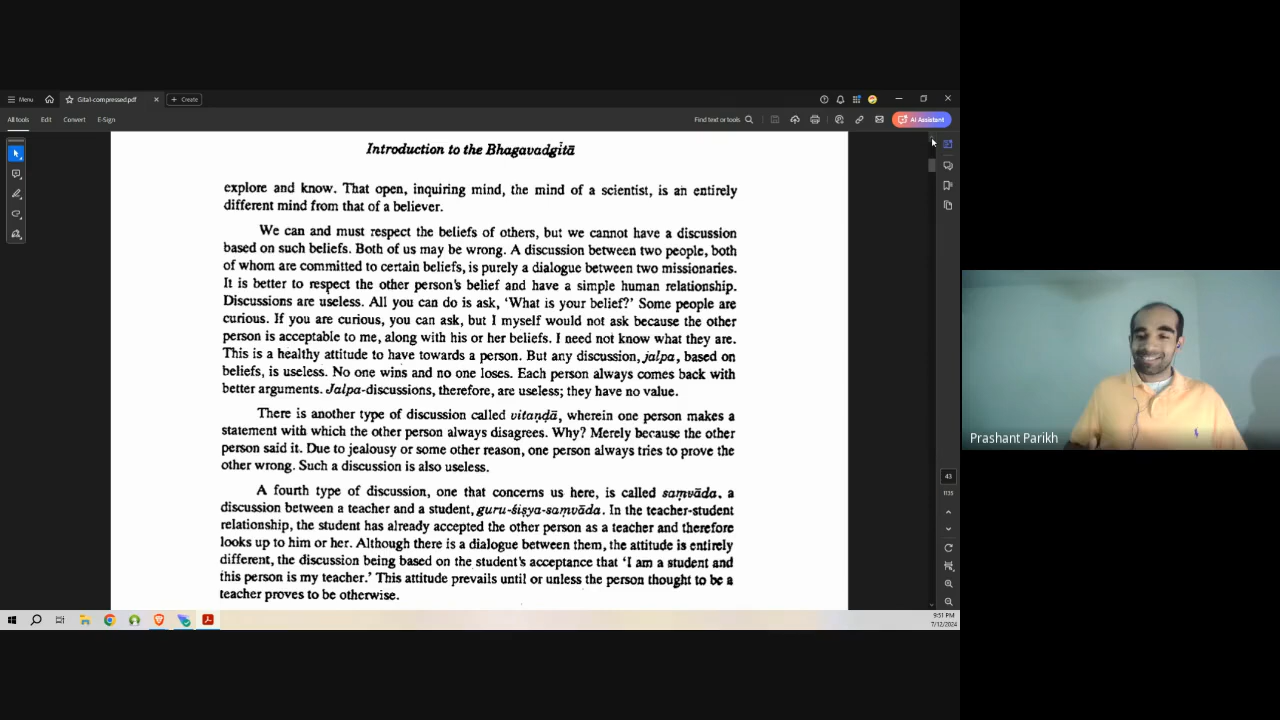 Menu
Gita1-compressed.pdf
Create
All tools Edit Convert E-Sign
Find text or tools
AI Assistant
Introduction to the Bhagavadgītā
explore and know. That open, inquiring mind, the mind of a scientist, is an entirely
different mind from that of a believer.
We can and must respect the beliefs of others, but we cannot have a discussion
based on such beliefs. Both of us may be wrong. A discussion between two people, both
of whom are committed to certain beliefs, is purely a dialogue between two missionaries.
It is better to respect the other person's belief and have a simple human relationship.
Discussions are useless. All you can do is ask, 'What is your belief?' Some people are
curious. If you are curious, you can ask, but I myself would not ask because the other
person is acceptable to me, along with his or her beliefs. I need not know what they are.
This is a healthy attitude to have towards a person. But any discussion, jalpa, based on
beliefs, is useless. No one wins and no one loses. Each person always comes back with
better arguments. Jalpa-discussions, therefore, are useless; they have no value.
There is another type of discussion called vitaṇḍā, wherein one person makes a
statement with which the other person always disagrees. Why? Merely because the other
person said it. Due to jealousy or some other reason, one person always tries to prove the
other wrong. Such a discussion is also useless.
A fourth type of discussion, one that concerns us here, is called saṃvāda, a
discussion between a teacher and a student, guru-śiṣya-saṃvāda. In the teacher-student
relationship, the student has already accepted the other person as a teacher and therefore
looks up to him or her. Although there is a dialogue between them, the attitude is entirely
different, the discussion being based on the student's acceptance that 'I am a student and
this person is my teacher.' This attitude prevails until or unless the person thought to be a
teacher proves to be otherwise.
Prashant Parikh
43
1135
9:51 PM
7/12/2024